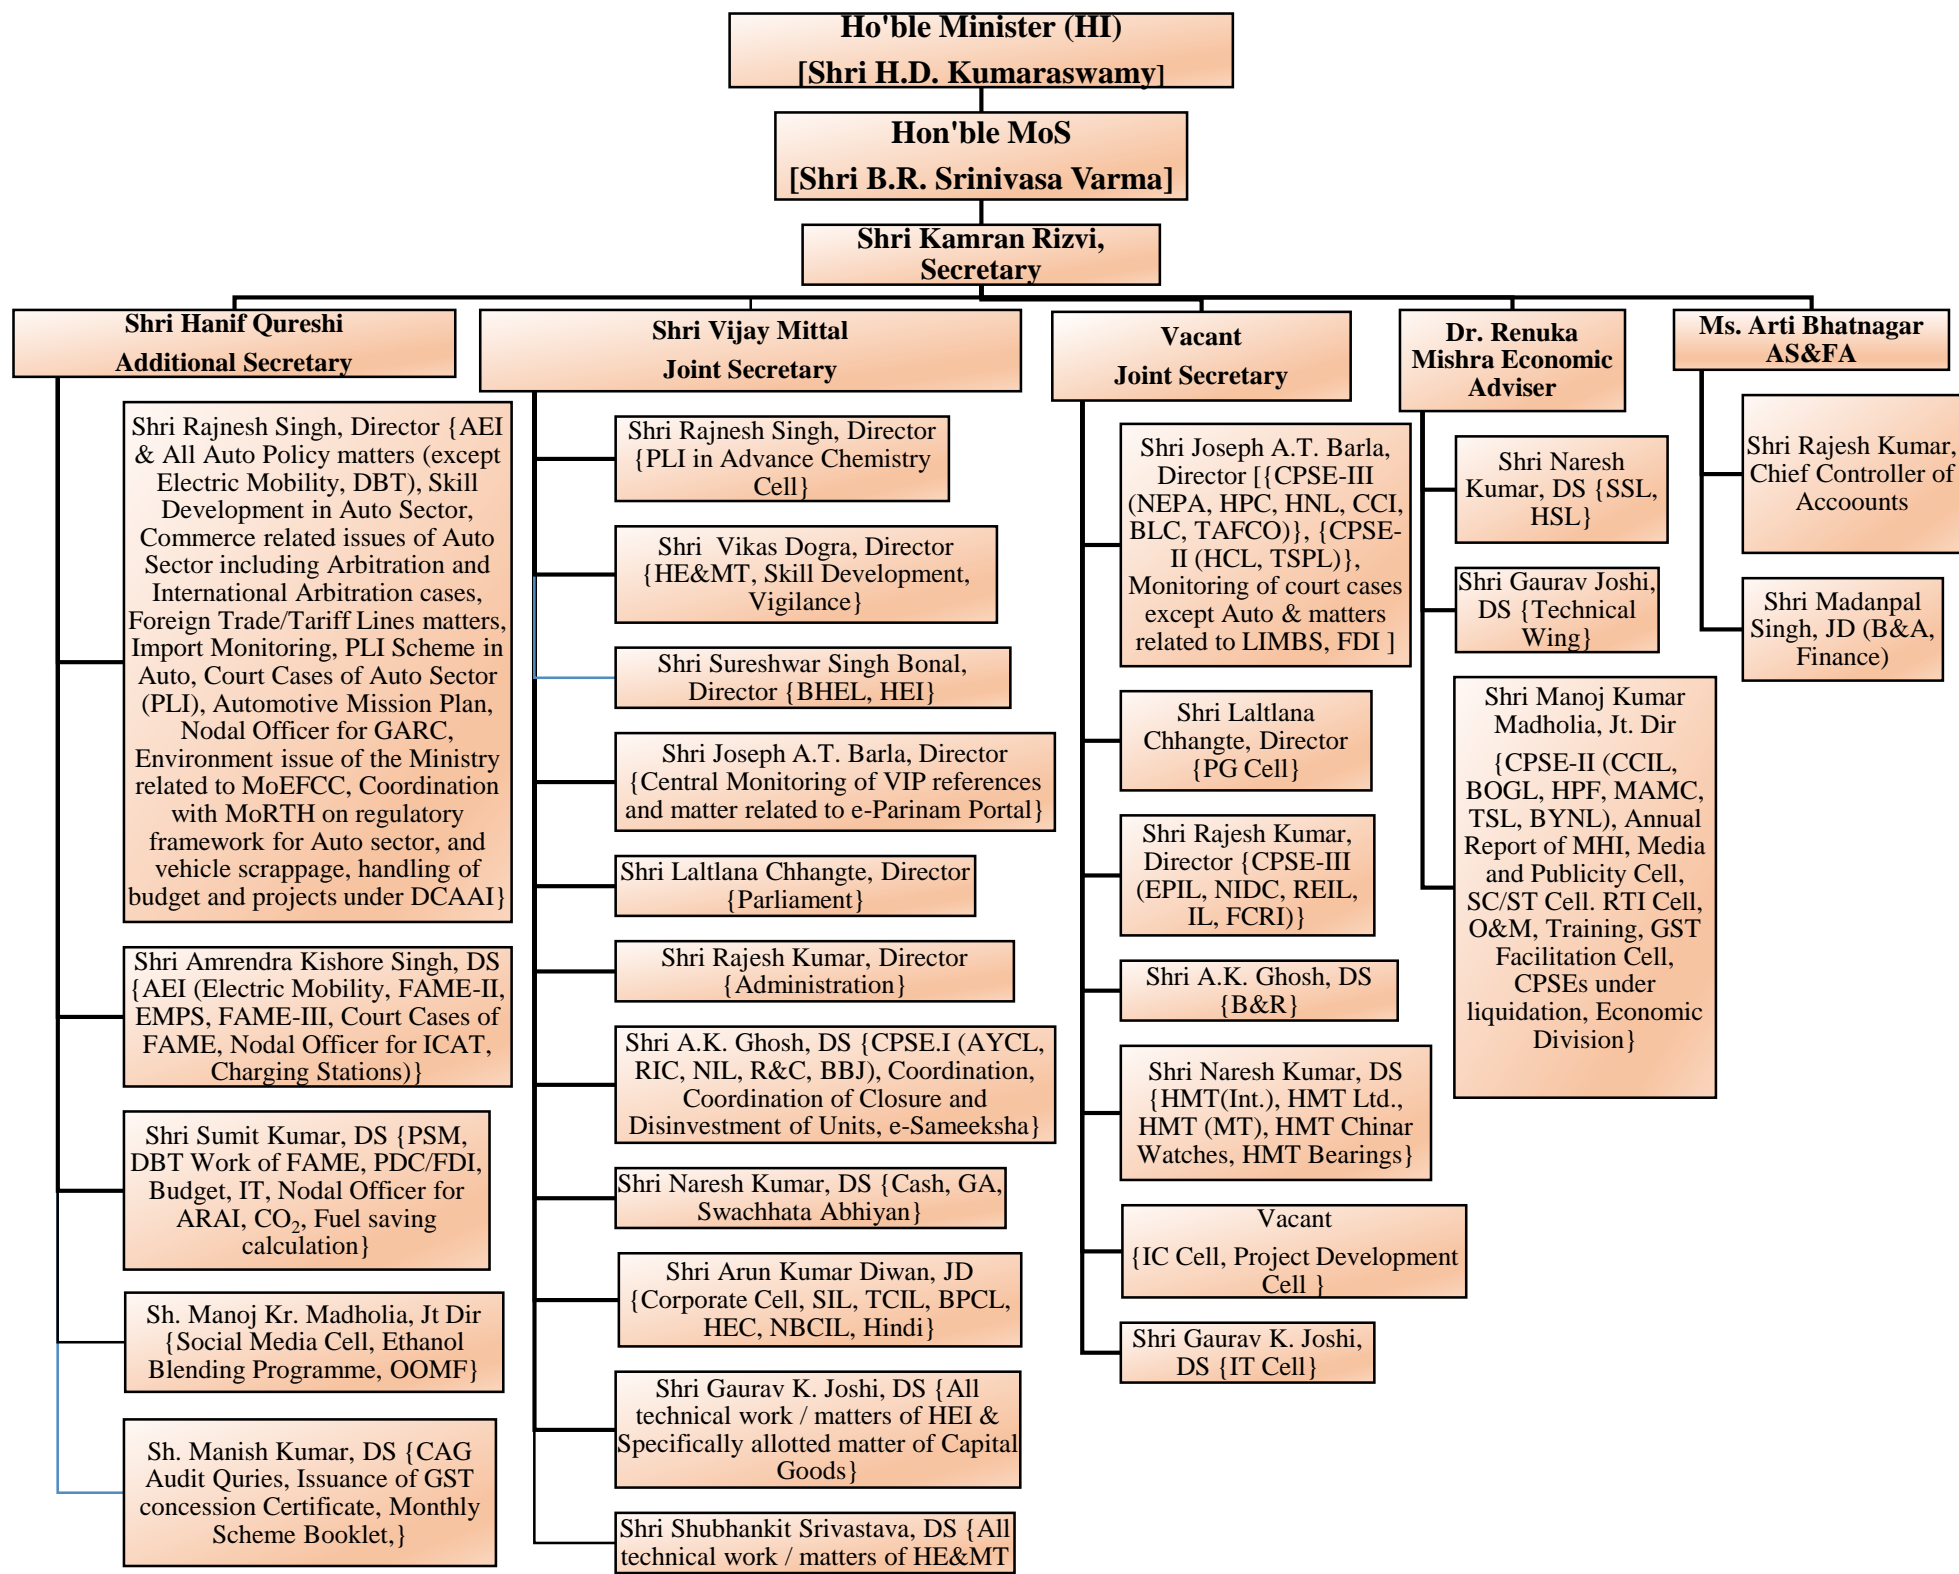 Ho'ble Minister (HI)
[Shri H.D. Kumaraswamy]
Hon'ble MoS
[Shri B.R. Srinivasa Varma]
Shri Kamran Rizvi,
Secretary
Shri Hanif Qureshi
Additional Secretary
Shri Rajnesh Singh, Director {AEI
& All Auto Policy matters (except
Electric Mobility, DBT), Skill
Development in Auto Sector,
Commerce related issues of Auto
Sector including Arbitration and
International Arbitration cases,
Foreign Trade/Tariff Lines matters,
Import Monitoring, PLI Scheme in
Auto, Court Cases of Auto Sector
(PLI), Automotive Mission Plan,
Nodal Officer for GARC,
Environment issue of the Ministry
related to MoEFCC, Coordination
with MoRTH on regulatory
framework for Auto sector, and
vehicle scrappage, handling of
budget and projects under DCAAI}
Shri Amrendra Kishore Singh, DS
{AEI (Electric Mobility, FAME-II,
EMPS, FAME-III, Court Cases of
FAME, Nodal Officer for ICAT,
Charging Stations)}
Shri Sumit Kumar, DS {PSM,
DBT Work of FAME, PDC/FDI,
Budget, IT, Nodal Officer for
ARAI, CO₂, Fuel saving
calculation}
Sh. Manoj Kr. Madholia, Jt Dir
{Social Media Cell, Ethanol
Blending Programme, OOMF}
Sh. Manish Kumar, DS {CAG
Audit Quries, Issuance of GST
concession Certificate, Monthly
Scheme Booklet,}
Shri Vijay Mittal
Joint Secretary
Shri Rajnesh Singh, Director
{PLI in Advance Chemistry
Cell}
Shri Vikas Dogra, Director
{HE&MT, Skill Development,
Vigilance}
Shri Sureshwar Singh Bonal,
Director {BHEL, HEI}
Shri Joseph A.T. Barla, Director
{Central Monitoring of VIP references
and matter related to e-Parinam Portal}
Shri Laltlana Chhangte, Director
{Parliament}
Shri Rajesh Kumar, Director
{Administration}
Shri A.K. Ghosh, DS {CPSE.I (AYCL,
RIC, NIL, R&C, BBJ), Coordination,
Coordination of Closure and
Disinvestment of Units, e-Sameeksha}
Shri Naresh Kumar, DS {Cash, GA,
Swachhata Abhiyan}
Shri Arun Kumar Diwan, JD
{Corporate Cell, SIL, TCIL, BPCL,
HEC, NBCIL, Hindi}
Shri Gaurav K. Joshi, DS {All
technical work / matters of HEI &
Specifically allotted matter of Capital
Goods}
Shri Shubhankit Srivastava, DS {All
technical work / matters of HE&MT
Vacant
Joint Secretary
Shri Joseph A.T. Barla,
Director [{CPSE-III
(NEPA, HPC, HNL, CCI,
BLC, TAFCO)}, {CPSE-
II (HCL, TSPL)},
Monitoring of court cases
except Auto & matters
related to LIMBS, FDI ]
Shri Laltlana
Chhangte, Director
{PG Cell}
Shri Rajesh Kumar,
Director {CPSE-III
(EPIL, NIDC, REIL,
IL, FCRI)}
Shri A.K. Ghosh, DS
{B&R}
Shri Naresh Kumar, DS
{HMT(Int.), HMT Ltd.,
HMT (MT), HMT Chinar
Watches, HMT Bearings}
Vacant
{IC Cell, Project Development
Cell }
Shri Gaurav K. Joshi,
DS {IT Cell}
Dr. Renuka
Mishra Economic
Adviser
Shri Naresh
Kumar, DS {SSL,
HSL}
Shri Gaurav Joshi,
DS {Technical
Wing}
Shri Manoj Kumar
Madholia, Jt. Dir
{CPSE-II (CCIL,
BOGL, HPF, MAMC,
TSL, BYNL), Annual
Report of MHI, Media
and Publicity Cell,
SC/ST Cell. RTI Cell,
O&M, Training, GST
Facilitation Cell,
CPSEs under
liquidation, Economic
Division}
Ms. Arti Bhatnagar
AS&FA
Shri Rajesh Kumar,
Chief Controller of
Accoounts
Shri Madanpal
Singh, JD (B&A,
Finance)